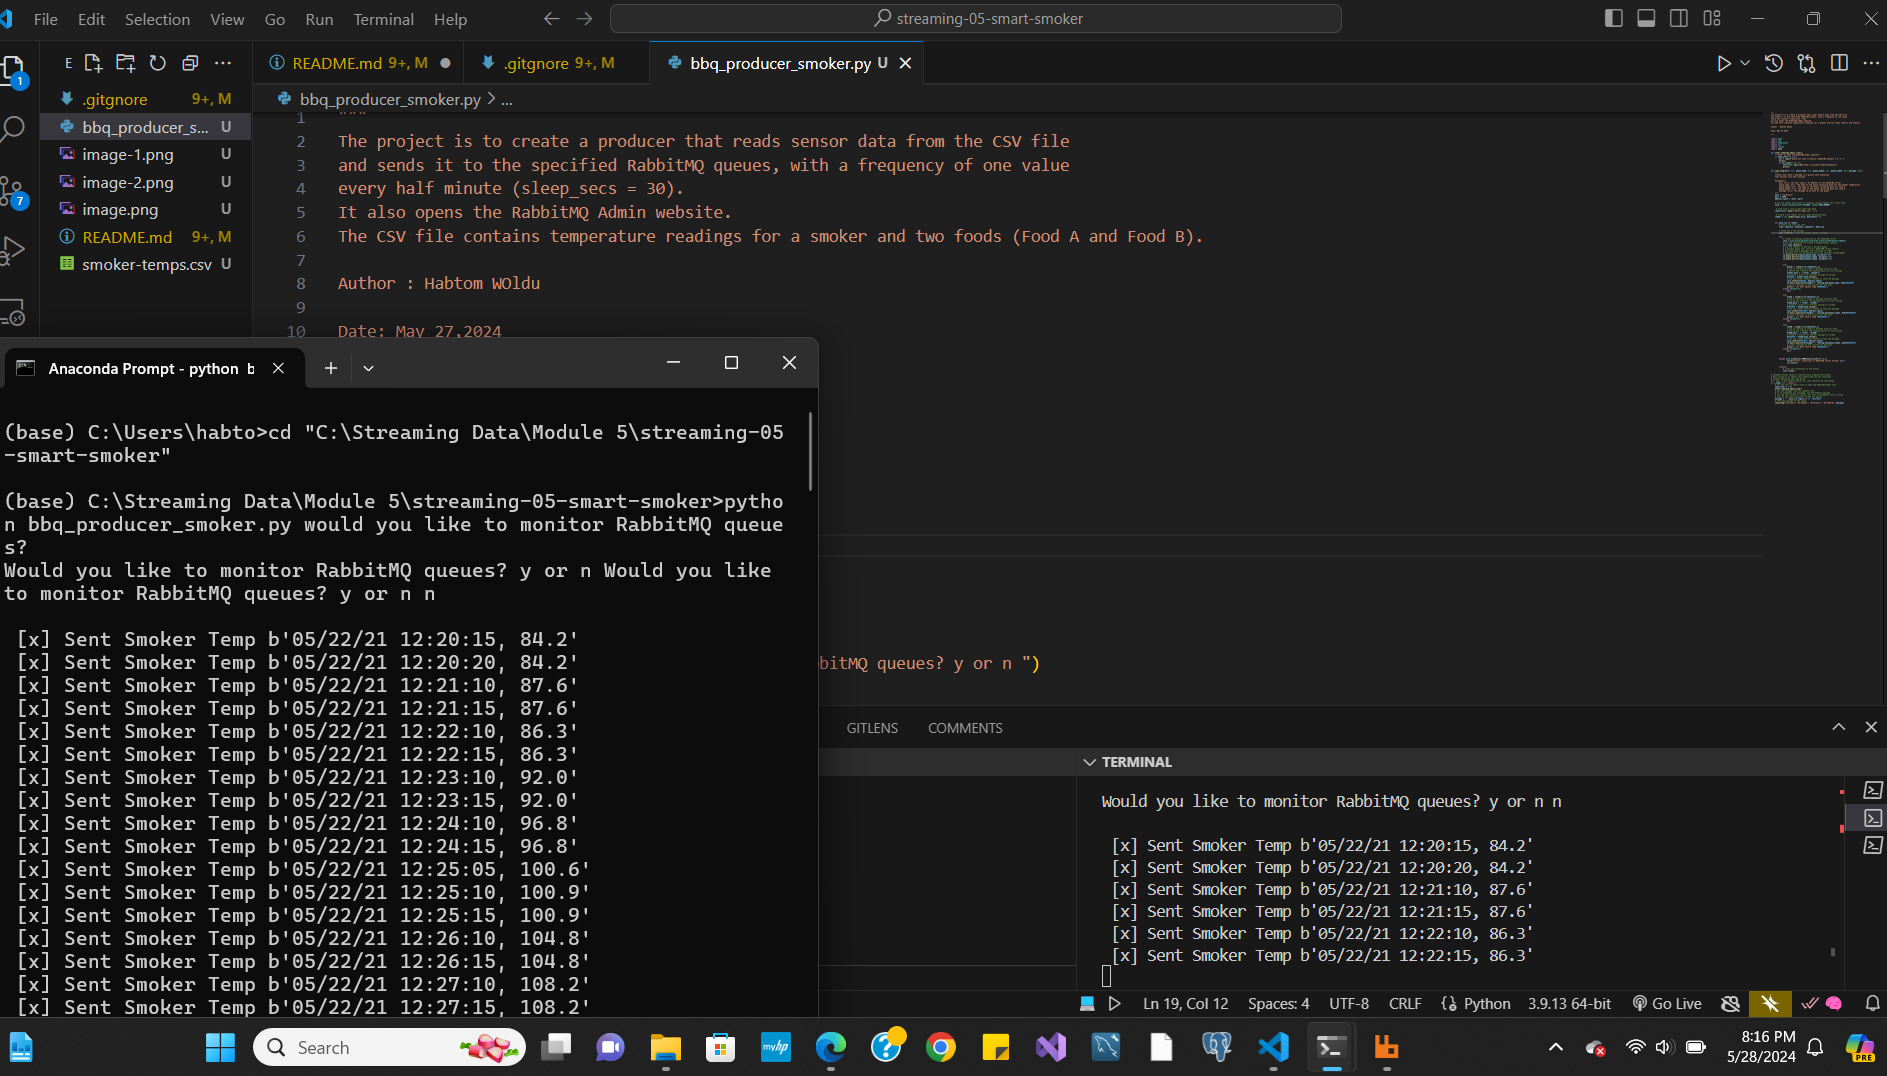 File Edit Selection View Go Run Terminal Help
streaming-05-smart-smoker
1
E
README.md 9+, M
.gitgnore 9+, M
bbq_producer_smoker.py U
bbq_producer_smoker.py > ...
.gitgnore 9+, M
bbq_producer_s... U
image-1.png U
image-2.png U
image.png U
README.md 9+, M
smoker-temps.csv U
7
1 """
2 The project is to create a producer that reads sensor data from the CSV file
3 and sends it to the specified RabbitMQ queues, with a frequency of one value
4 every half minute (sleep_secs = 30).
5 It also opens the RabbitMQ Admin website.
6 The CSV file contains temperature readings for a smoker and two foods (Food A and Food B).
7
8 Author : Habtom WOldu
9
10 Date: May 27,2024
bitMQ queues? y or n ")
Anaconda Prompt - python b
(base) C:\Users\habto>cd "C:\Streaming Data\Module 5\streaming-05
-smart-smoker"
(base) C:\Streaming Data\Module 5\streaming-05-smart-smoker>pytho
n bbq_producer_smoker.py would you like to monitor RabbitMQ queue
s?
Would you like to monitor RabbitMQ queues? y or n Would you like
to monitor RabbitMQ queues? y or n n
[x] Sent Smoker Temp b'05/22/21 12:20:15, 84.2'
[x] Sent Smoker Temp b'05/22/21 12:20:20, 84.2'
[x] Sent Smoker Temp b'05/22/21 12:21:10, 87.6'
[x] Sent Smoker Temp b'05/22/21 12:21:15, 87.6'
[x] Sent Smoker Temp b'05/22/21 12:22:10, 86.3'
[x] Sent Smoker Temp b'05/22/21 12:22:15, 86.3'
[x] Sent Smoker Temp b'05/22/21 12:23:10, 92.0'
[x] Sent Smoker Temp b'05/22/21 12:23:15, 92.0'
[x] Sent Smoker Temp b'05/22/21 12:24:10, 96.8'
[x] Sent Smoker Temp b'05/22/21 12:24:15, 96.8'
[x] Sent Smoker Temp b'05/22/21 12:25:05, 100.6'
[x] Sent Smoker Temp b'05/22/21 12:25:10, 100.9'
[x] Sent Smoker Temp b'05/22/21 12:25:15, 100.9'
[x] Sent Smoker Temp b'05/22/21 12:26:10, 104.8'
[x] Sent Smoker Temp b'05/22/21 12:26:15, 104.8'
[x] Sent Smoker Temp b'05/22/21 12:27:10, 108.2'
[x] Sent Smoker Temp b'05/22/21 12:27:15, 108.2'
GITLENS COMMENTS
TERMINAL
Would you like to monitor RabbitMQ queues? y or n n
[x] Sent Smoker Temp b'05/22/21 12:20:15, 84.2'
[x] Sent Smoker Temp b'05/22/21 12:20:20, 84.2'
[x] Sent Smoker Temp b'05/22/21 12:21:10, 87.6'
[x] Sent Smoker Temp b'05/22/21 12:21:15, 87.6'
[x] Sent Smoker Temp b'05/22/21 12:22:10, 86.3'
[x] Sent Smoker Temp b'05/22/21 12:22:15, 86.3'
Ln 19, Col 12 Spaces: 4 UTF-8 CRLF Python 3.9.13 64-bit Go Live
Search
myhp
8:16 PM
5/28/2024
PRE